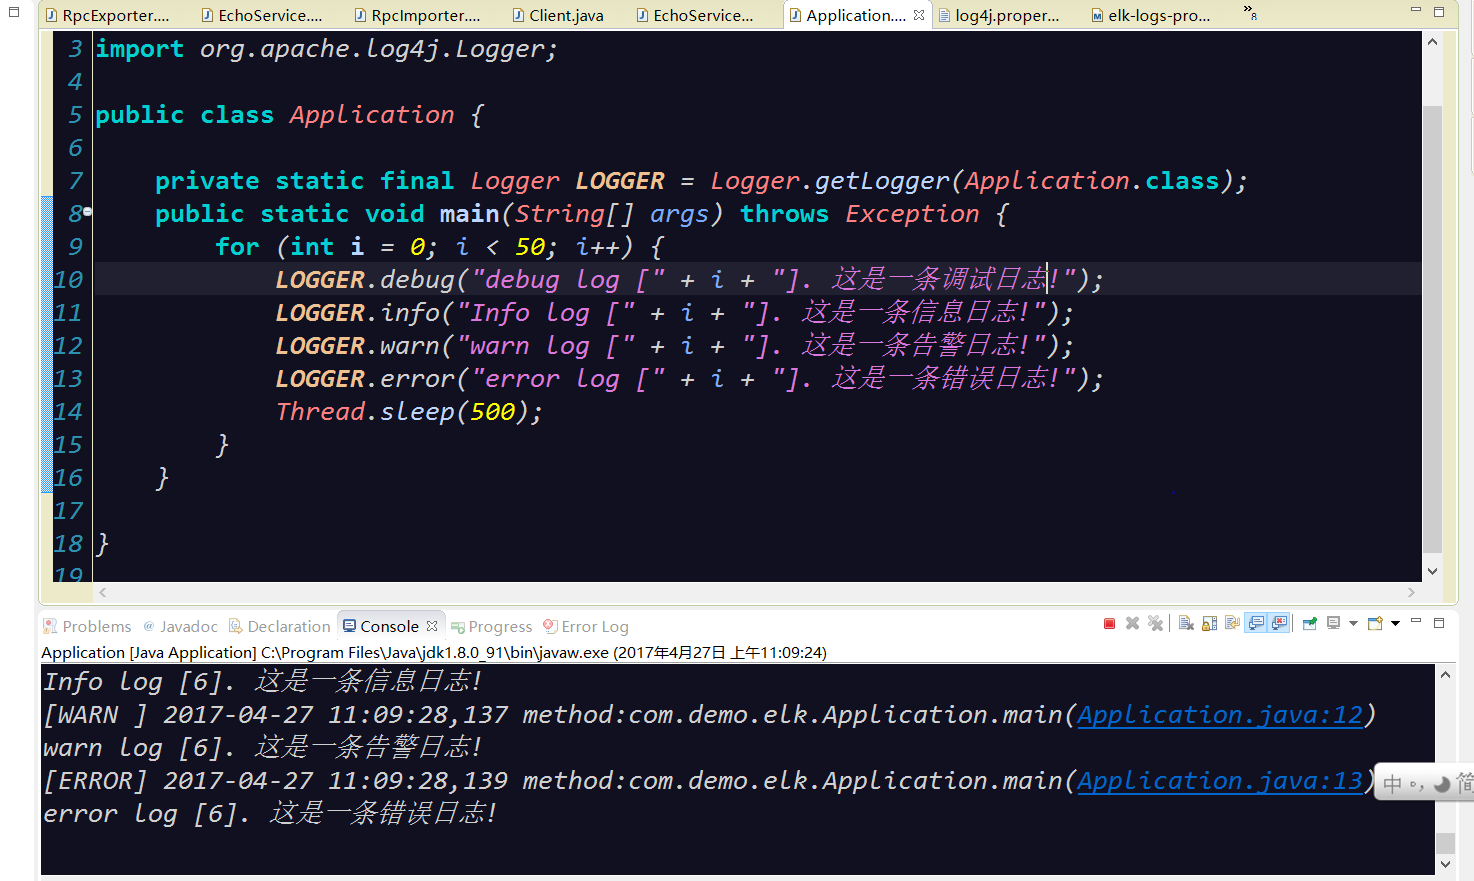 RpcExporter.... EchoService.... RpcImporter.... Client.java EchoService... Application.... log4j.proper... elk-logs-pro... »8
3 import org.apache.log4j.Logger;
4
5 public class Application {
6
7 private static final Logger LOGGER = Logger.getLogger(Application.class);
8 public static void main(String[] args) throws Exception {
9 for (int i = 0; i < 50; i++) {
10 LOGGER.debug("debug log [" + i + "]. 这是一条调试日志!");
11 LOGGER.info("Info log [" + i + "]. 这是一条信息日志!");
12 LOGGER.warn("warn log [" + i + "]. 这是一条告警日志!");
13 LOGGER.error("error log [" + i + "]. 这是一条错误日志!");
14 Thread.sleep(500);
15 }
16 }
17
18 }
19
Problems @ Javadoc Declaration Console Progress Error Log
Application [Java Application] C:\Program Files\Java\jdk1.8.0_91\bin\javaw.exe (2017年4月27日 上午11:09:24)
Info log [6]. 这是一条信息日志!
[WARN ] 2017-04-27 11:09:28,137 method:com.demo.elk.Application.main(Application.java:12)
warn log [6]. 这是一条告警日志!
[ERROR] 2017-04-27 11:09:28,139 method:com.demo.elk.Application.main(Application.java:13)
中 °, 简
error log [6]. 这是一条错误日志!